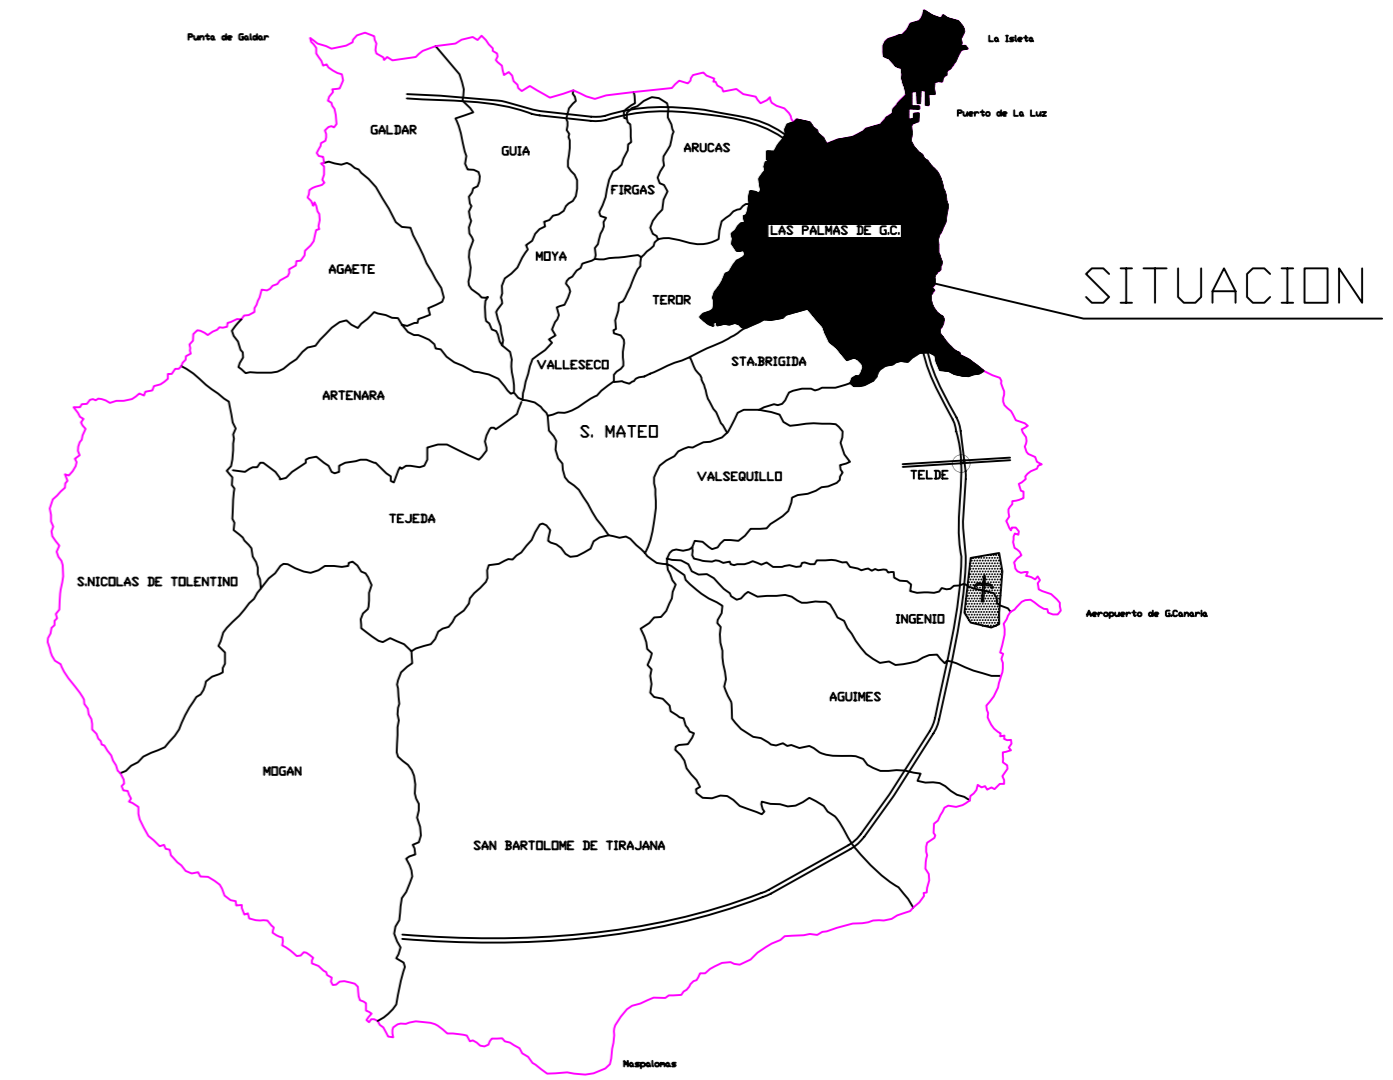 Punta de Galdar
La Isleta
Puerto de La Luz
GALDAR
GUIA
ARUCAS
FIRGAS
LAS PALMAS DE G.C.
MOYA
AGAETE
SITUACION
TEROR
VALLESECO
STA.BRIGIDA
ARTENARA
S. MATEO
VALSEQUILLO
TELDE
TEJEDA
S.NICOLAS DE TOLENTINO
Aeropuerto de G.Canaria
INGENIO
AGUIMES
MOGAN
SAN BARTOLOME DE TIRAJANA
Maspalomas